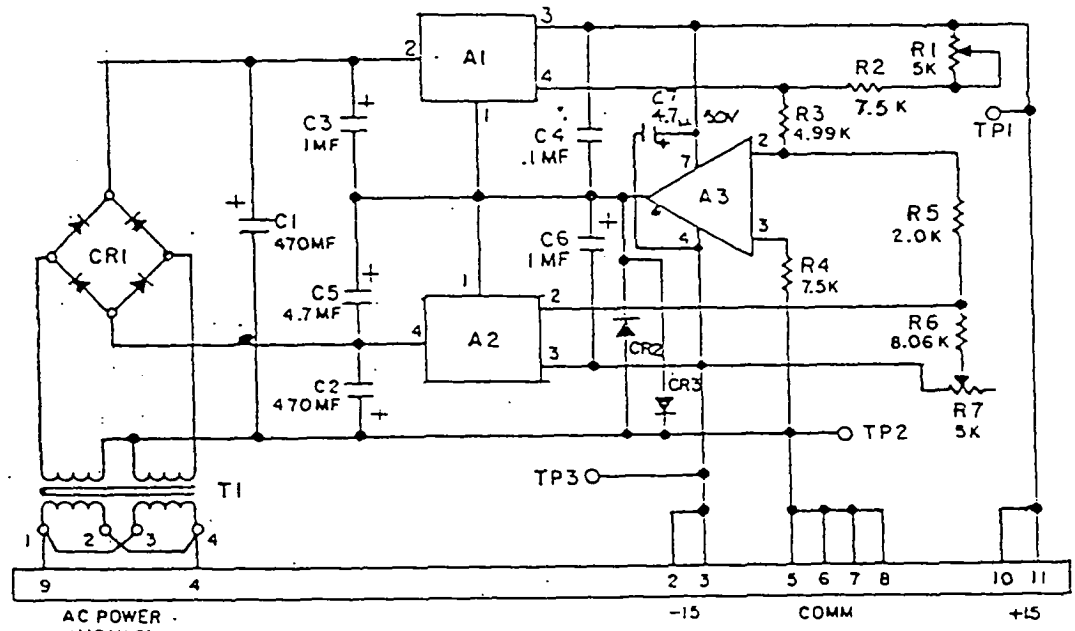 3
2
A1
4
1
R1
5K
R2
7.5K
R3
4.99K
TP1
C3
1MF
+
C4
.1MF
C7
4.7μ 50V
+
7
2
A3
6
3
4
R5
2.0K
CR1
+
C1
470MF
+
C6
1MF
R4
7.5K
+
C5
4.7MF
1
4
A2
2
3
R6
8.06K
CR2
CR3
C2
470MF
+
R7
5K
TP2
TP3
T1
1
2
3
4
9
4
2
3
5
6
7
8
10
11
AC POWER
-15
COMM
+15